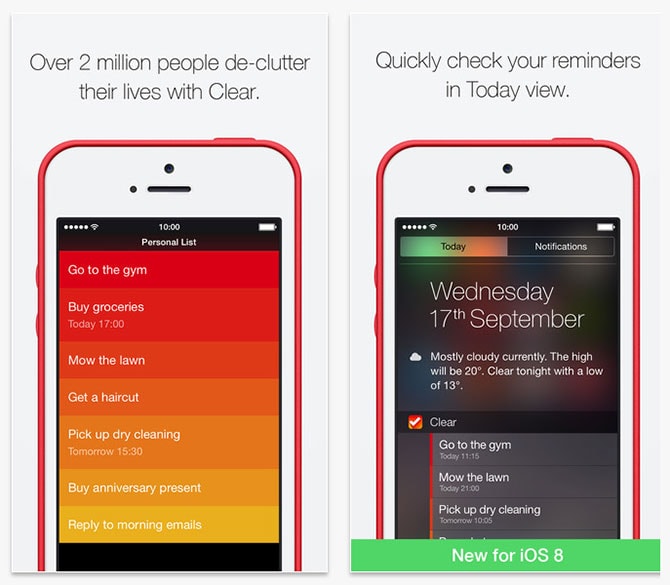 Over 2 million people de-clutter
their lives with Clear.
10:00
Personal List
Go to the gym
Buy groceries
Today 17:00
Mow the lawn
Get a haircut
Pick up dry cleaning
Tomorrow 15:30
Buy anniversary present
Reply to morning emails
Quickly check your reminders
in Today view.
10:00
Today Notifications
Wednesday
17th September
Mostly cloudy currently. The high
will be 20°. Clear tonight with a low
of 13°.
Clear
Go to the gym
Today 11:15
Mow the lawn
Today 21:00
Pick up dry cleaning
Tomorrow 10:05
New for iOS 8